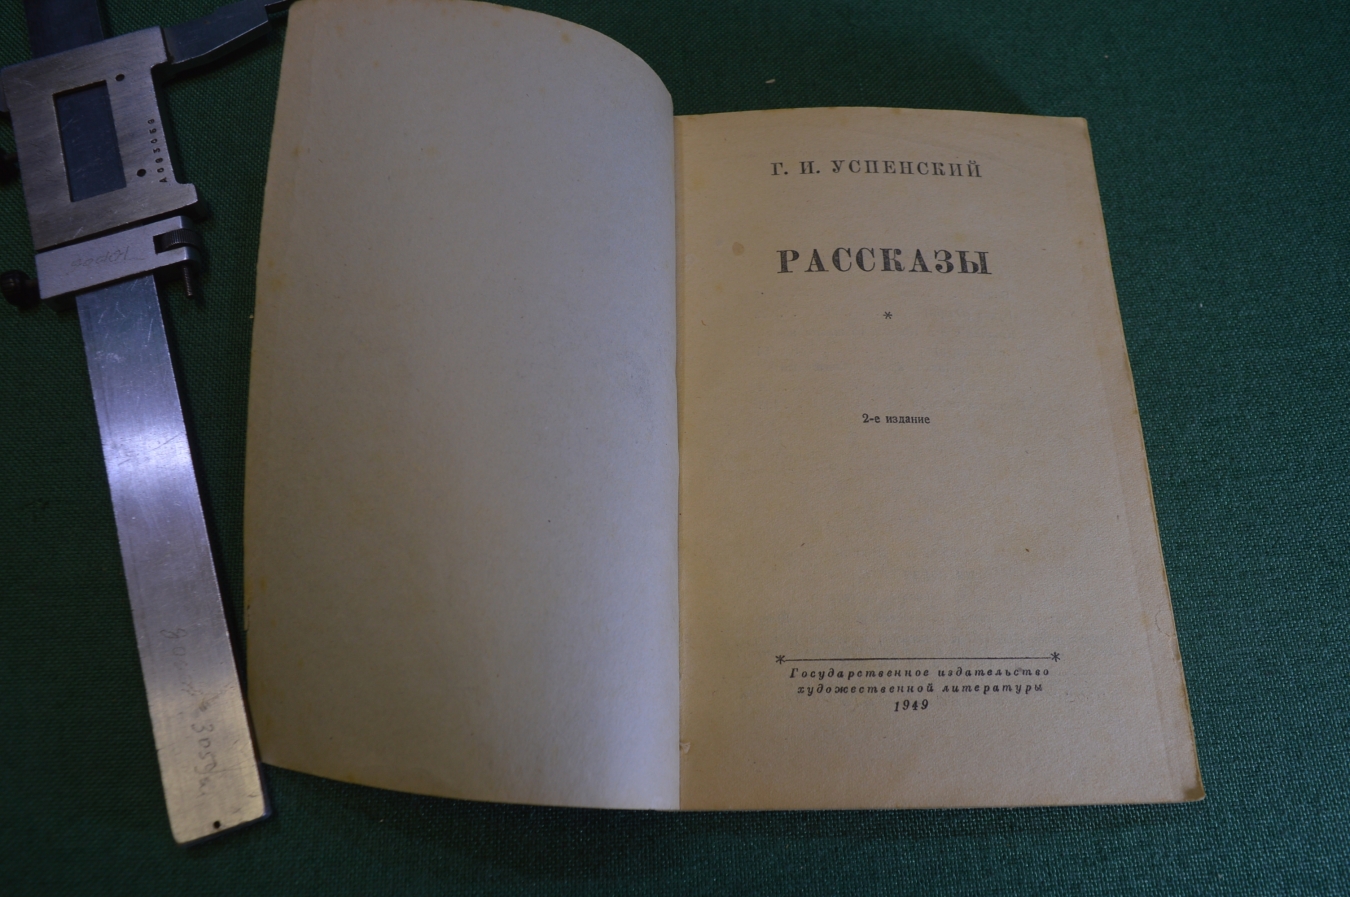 Г. И. УСПЕНСКИЙ
РАССКАЗЫ
*
2-е издание
Государственное издательство
художественной литературы
1949